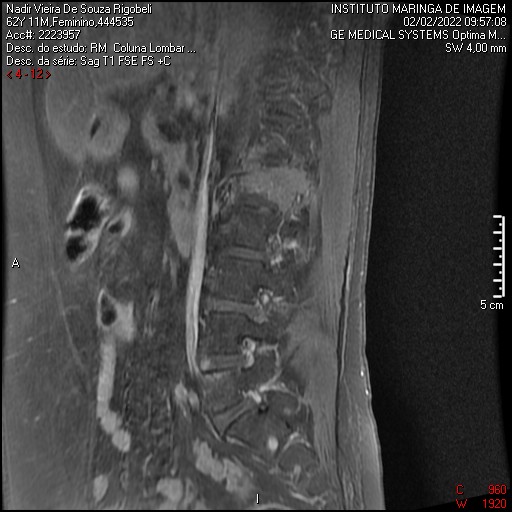 Nadir Vieira De Souza Rigobeli
62Y 11M,Feminino,444535
Acc#: 2223957
Desc. do estudo: RM Coluna Lombar ...
Desc. da série: Sag T1 FSE FS +C
< 4 -12 >
INSTITUTO MARINGA DE IMAGEM
02/02/2022 09:57:08
GE MEDICAL SYSTEMS Optima M...
SW 4,00 mm
A
5 cm
I
C 960
W 1920